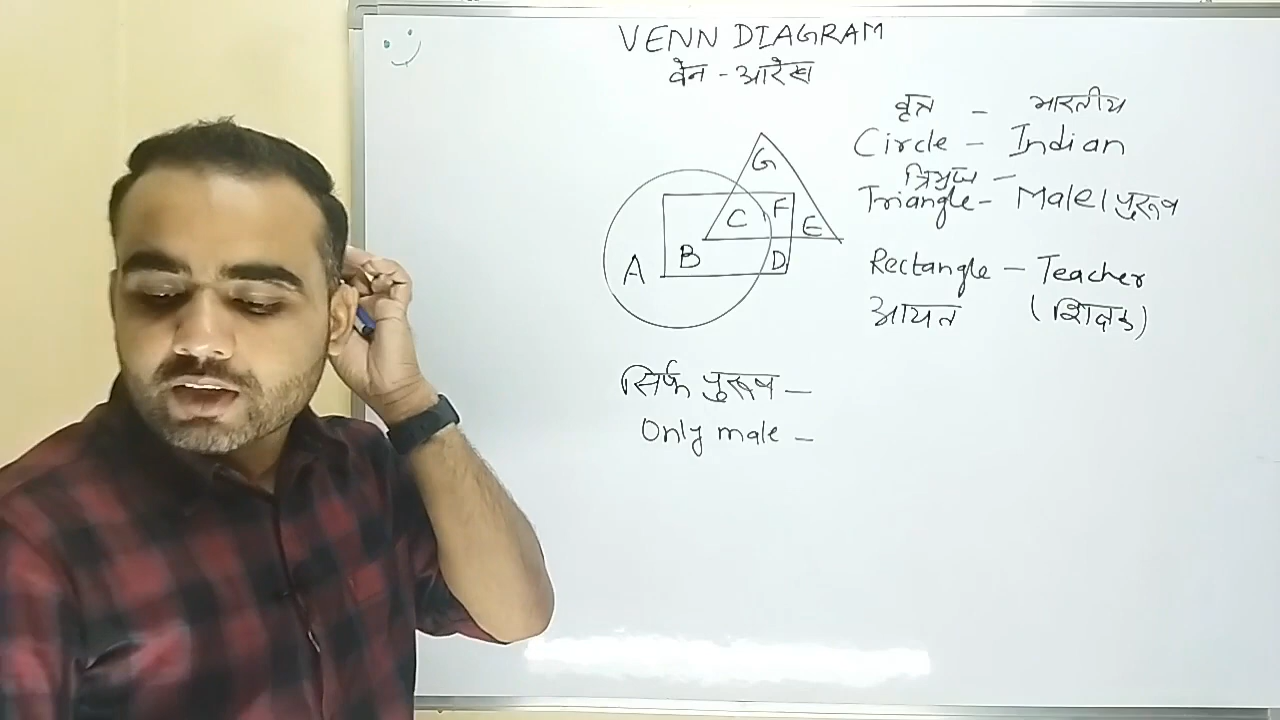 VENN DIAGRAM
वेन - आरेख
वृत्त - भारतीय
Circle - Indian
त्रिभुज -
Triangle - Male / पुरूष
Rectangle - Teacher
आयत (शिक्षक)
G
C F E
A B D
सिर्फ पुरूष -
Only male -